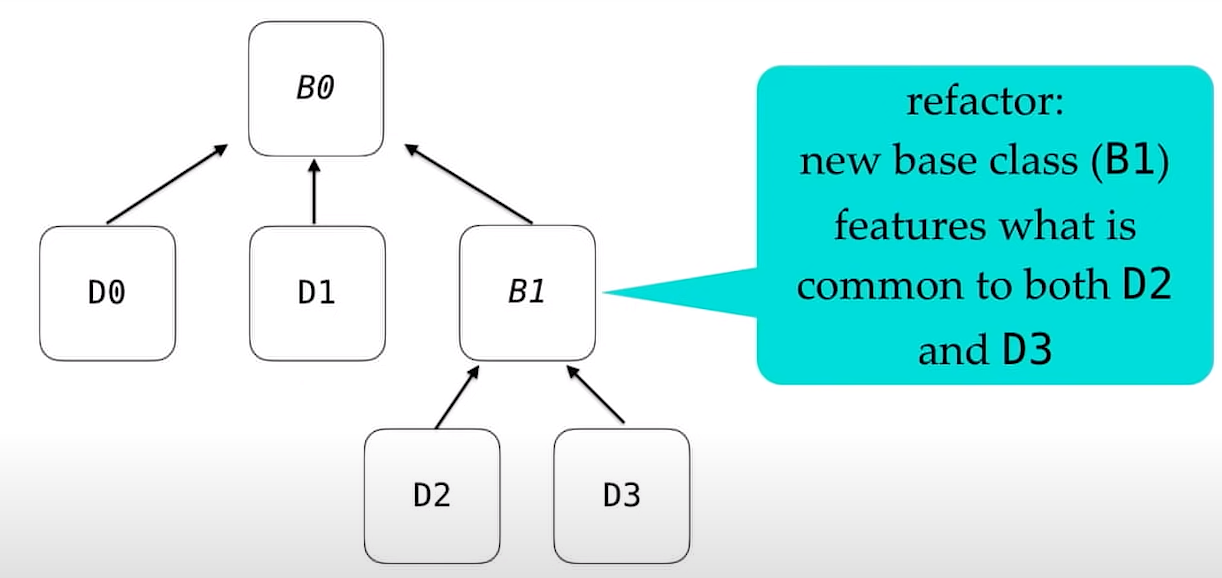 B0
D0
D1
B1
D2
D3
refactor:
new base class (B1)
features what is
common to both D2
and D3